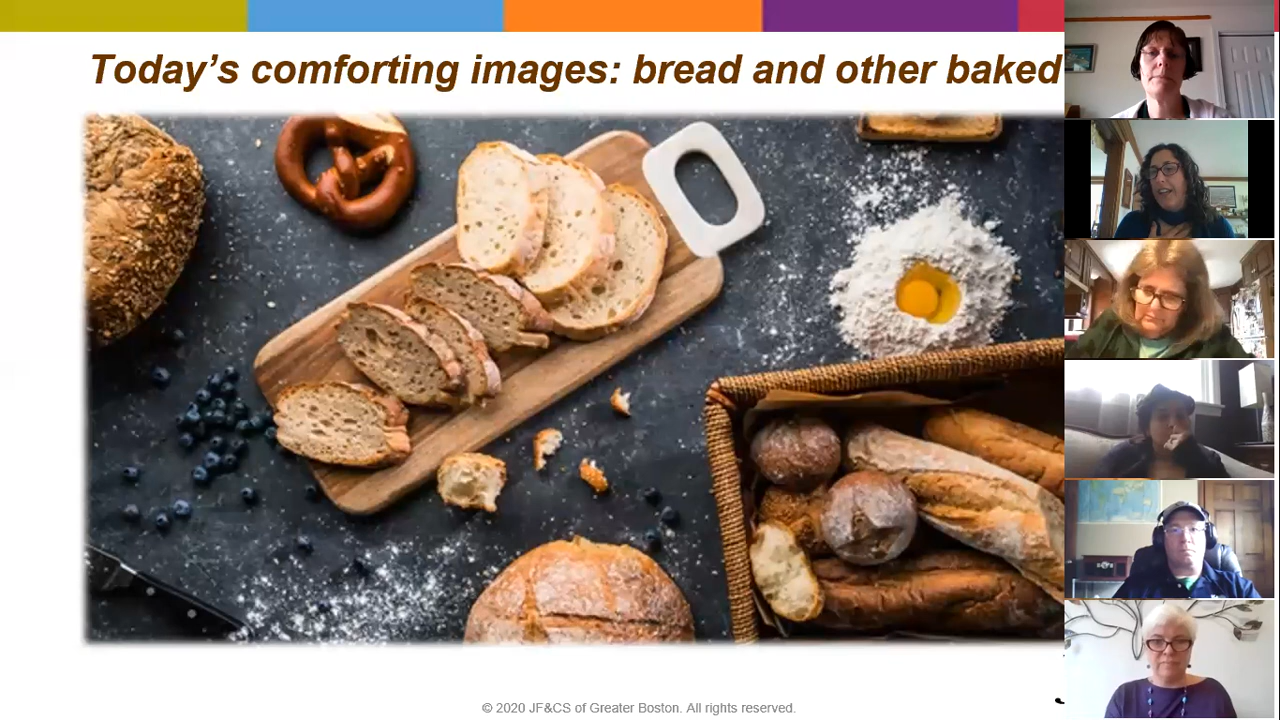 Today’s comforting images: bread and other baked
© 2020 JF&CS of Greater Boston. All rights reserved.